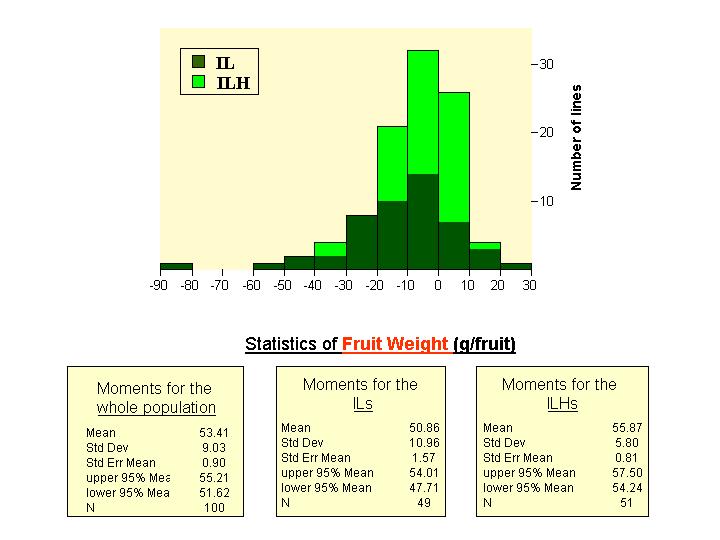 IL
ILH
30
20
10
Number of lines
-90 -80 -70 -60 -50 -40 -30 -20 -10 0 10 20 30
Statistics of Fruit Weight (g/fruit)
Moments for the
whole population
Mean 53.41
Std Dev 9.03
Std Err Mean 0.90
upper 95% Mea 55.21
lower 95% Mea 51.62
N 100
Moments for the
ILs
Mean 50.86
Std Dev 10.96
Std Err Mean 1.57
upper 95% Mean 54.01
lower 95% Mean 47.71
N 49
Moments for the
ILHs
Mean 55.87
Std Dev 5.80
Std Err Mean 0.81
upper 95% Mean 57.50
lower 95% Mean 54.24
N 51